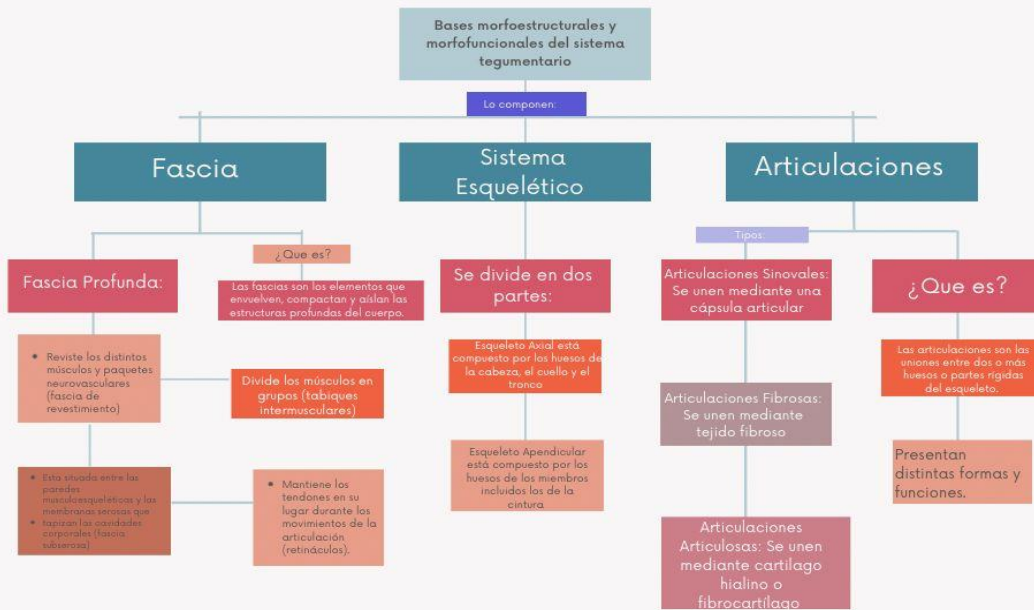 Bases morfoestructurales y
morfofuncionales del sistema
tegumentario
Lo componen:
Fascia
Sistema
Esquelético
Articulaciones
Fascia Profunda:
¿Que es?
Las fascias son los elementos que
envuelven, compactan y aíslan las
estructuras profundas del cuerpo.
• Reviste los distintos
músculos y paquetes
neurovasculares
(fascia de
revestimiento)
Divide los músculos en
grupos (tabiques
intermusculares)
• Esta situada entre las
paredes
musculoesqueléticas y las
membranas serosas que
• tapizan las cavidades
corporales (fascia
subserosa)
• Mantiene los
tendones en su
lugar durante los
movimientos de la
articulación
(retináculos).
Se divide en dos
partes:
Esqueleto Axial está
compuesto por los huesos de
la cabeza, el cuello y el
tronco
Esqueleto Apendicular
está compuesto por los
huesos de los miembros
incluidos los de la
cintura
Tipos:
Articulaciones Sinovales:
Se unen mediante una
cápsula articular
Articulaciones Fibrosas:
Se unen mediante
tejido fibroso
Articulaciones
Articulosas: Se unen
mediante cartilago
hialino o
fibrocartílago
¿Que es?
Las articulaciones son las
uniones entre dos o más
huesos o partes rígidas
del esqueleto.
Presentan
distintas formas y
funciones.